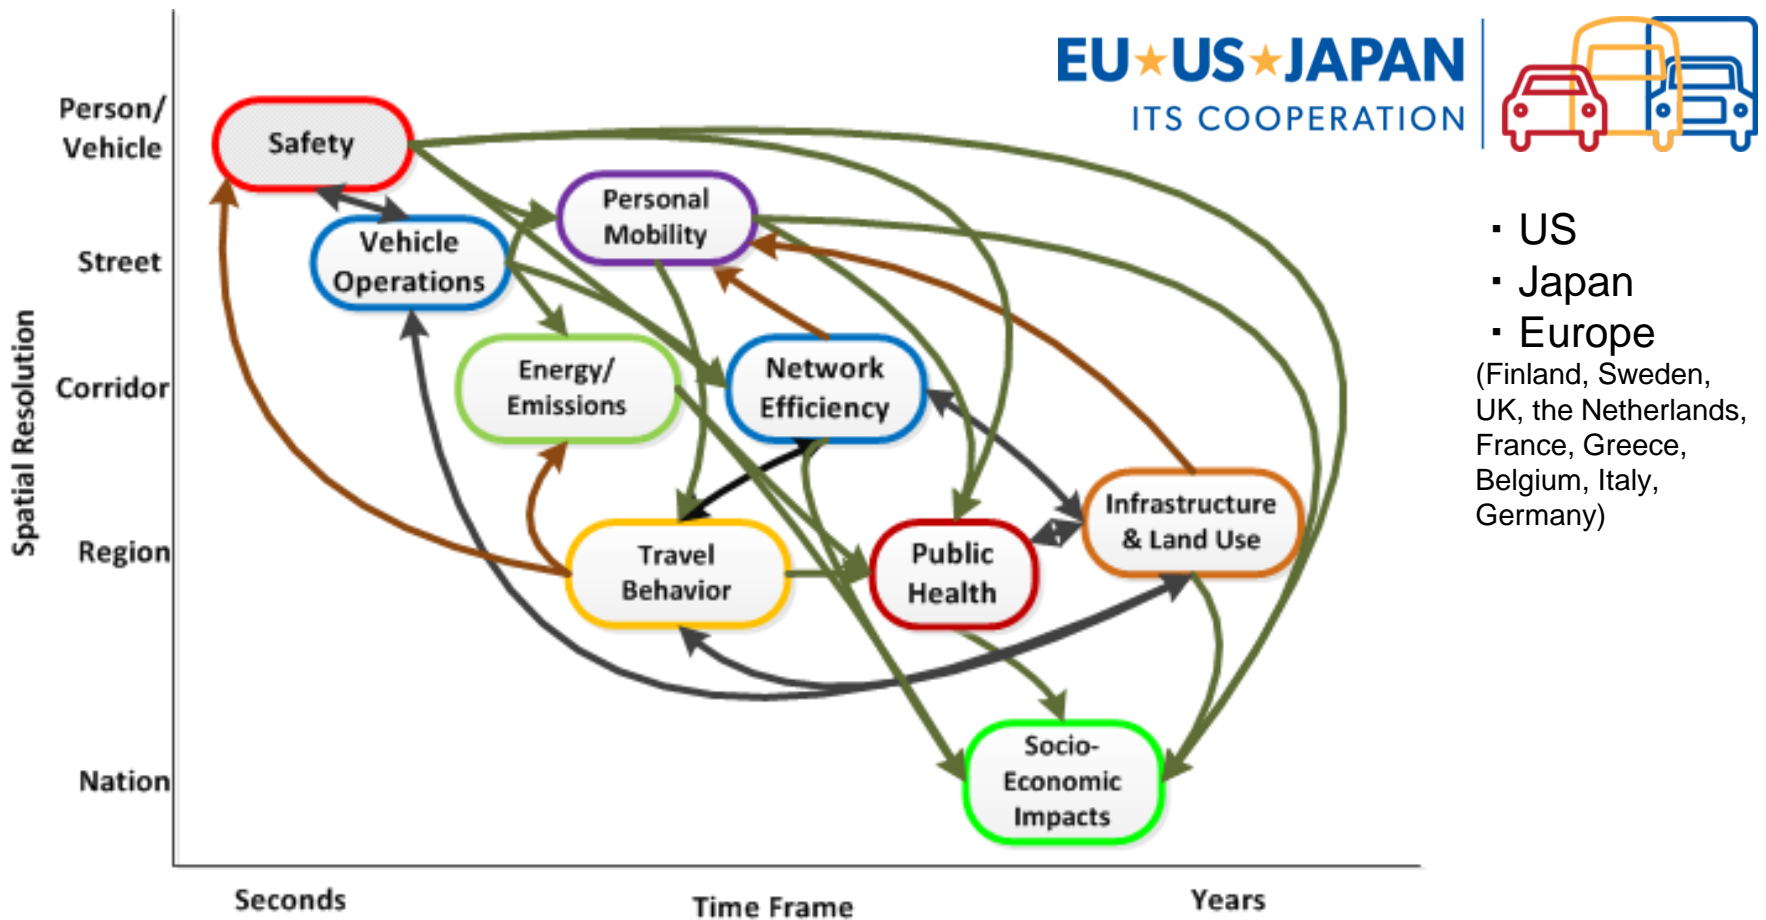 EU★US★JAPAN
ITS COOPERATION
Person/
Vehicle
Street
Corridor
Region
Nation
Spatial Resolution
Safety
Vehicle
Operations
Personal
Mobility
Energy/
Emissions
Network
Efficiency
Travel
Behavior
Public
Health
Infrastructure
& Land Use
Socio-
Economic
Impacts
Seconds
Time Frame
Years
・US
・Japan
・Europe
(Finland, Sweden,
UK, the Netherlands,
France, Greece,
Belgium, Italy,
Germany)